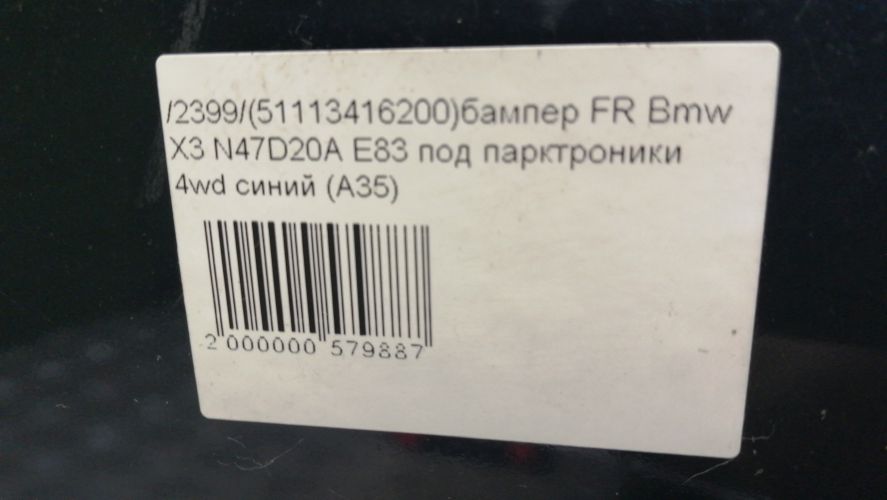 /2399/(51113416200)бампер FR Bmw
X3 N47D20A E83 под парктроники
4wd синий (A35)
2 000000 579887